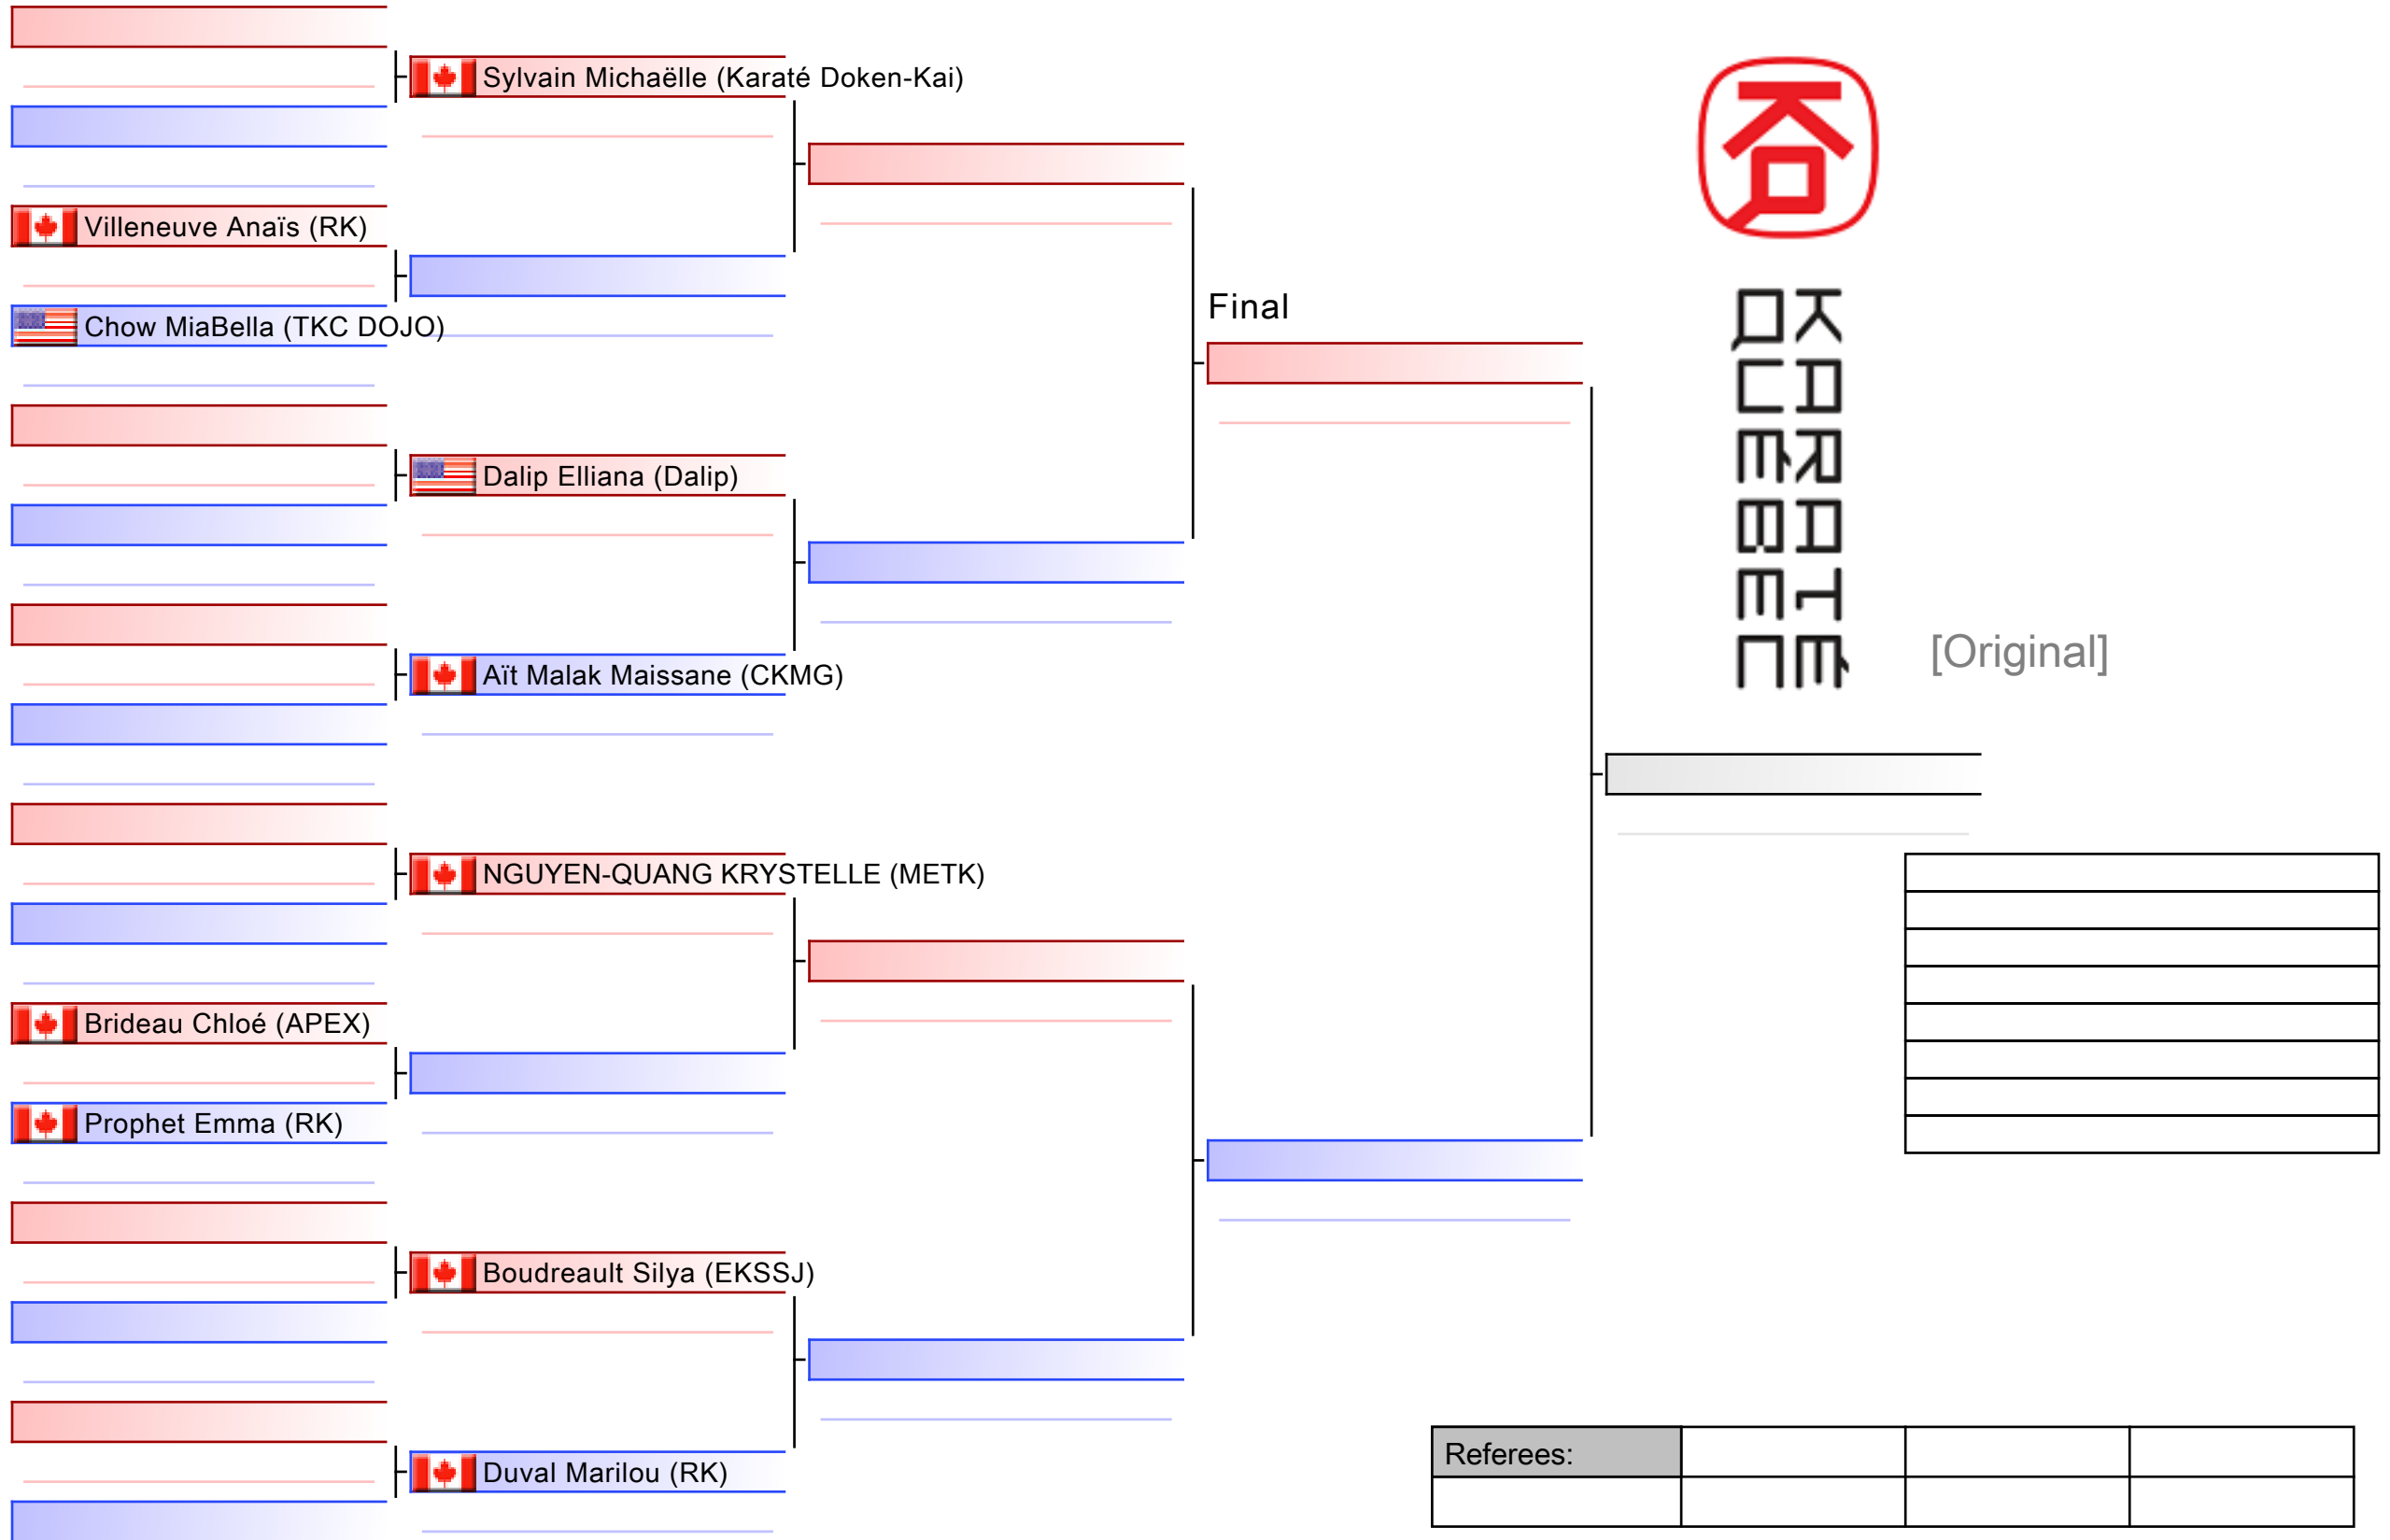 Sylvain Michaëlle (Karaté Doken-Kai)
Villeneuve Anaïs (RK)
Chow MiaBella (TKC DOJO)
Final
Dalip Elliana (Dalip)
Aït Malak Maissane (CKMG)
NGUYEN-QUANG KRYSTELLE (METK)
Brideau Chloé (APEX)
Prophet Emma (RK)
Boudreault Silya (EKSSJ)
Duval Marilou (RK)
KARATÉ
QUÉBEC
[Original]
Referees: